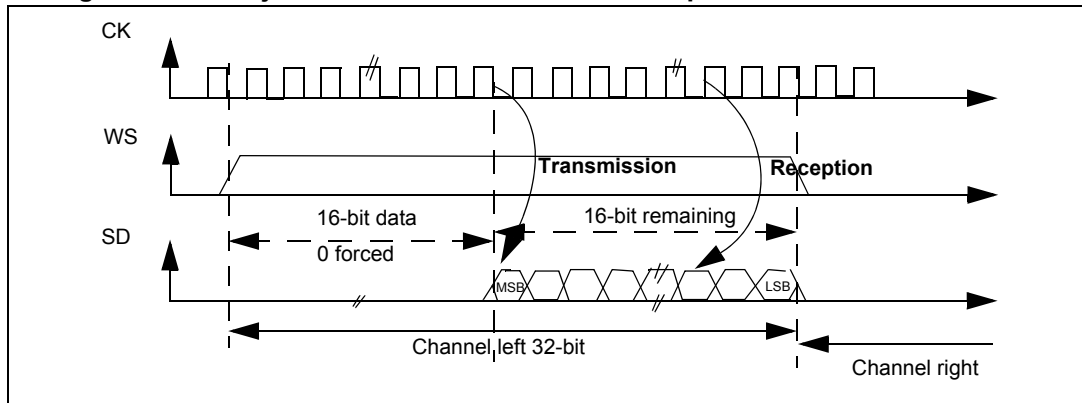 CK
WS
Transmission
Reception
16-bit data
16-bit remaining
SD
0 forced
MSB
LSB
Channel left 32-bit
Channel right